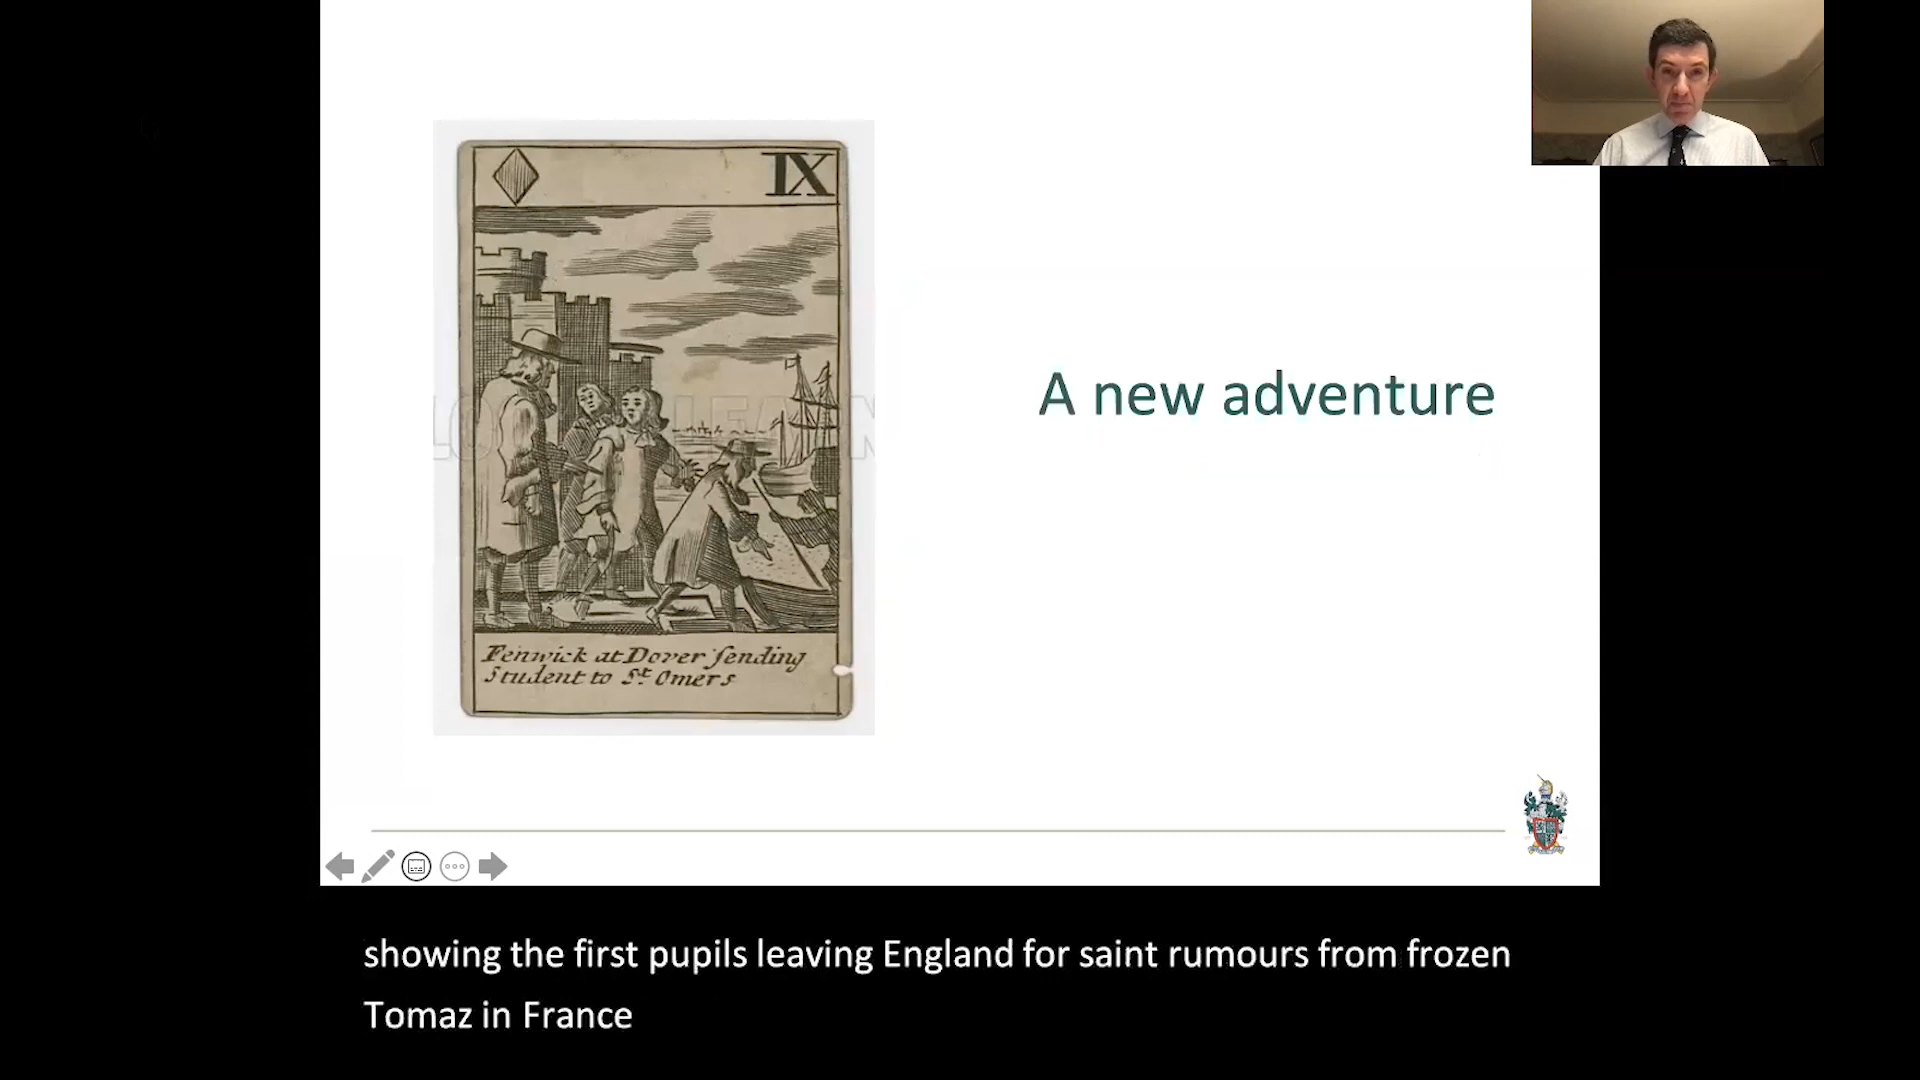 IX
A new adventure
Fenwick at Dover ſending
Student to St. Omers
showing the first pupils leaving England for saint rumours from frozen
Tomaz in France